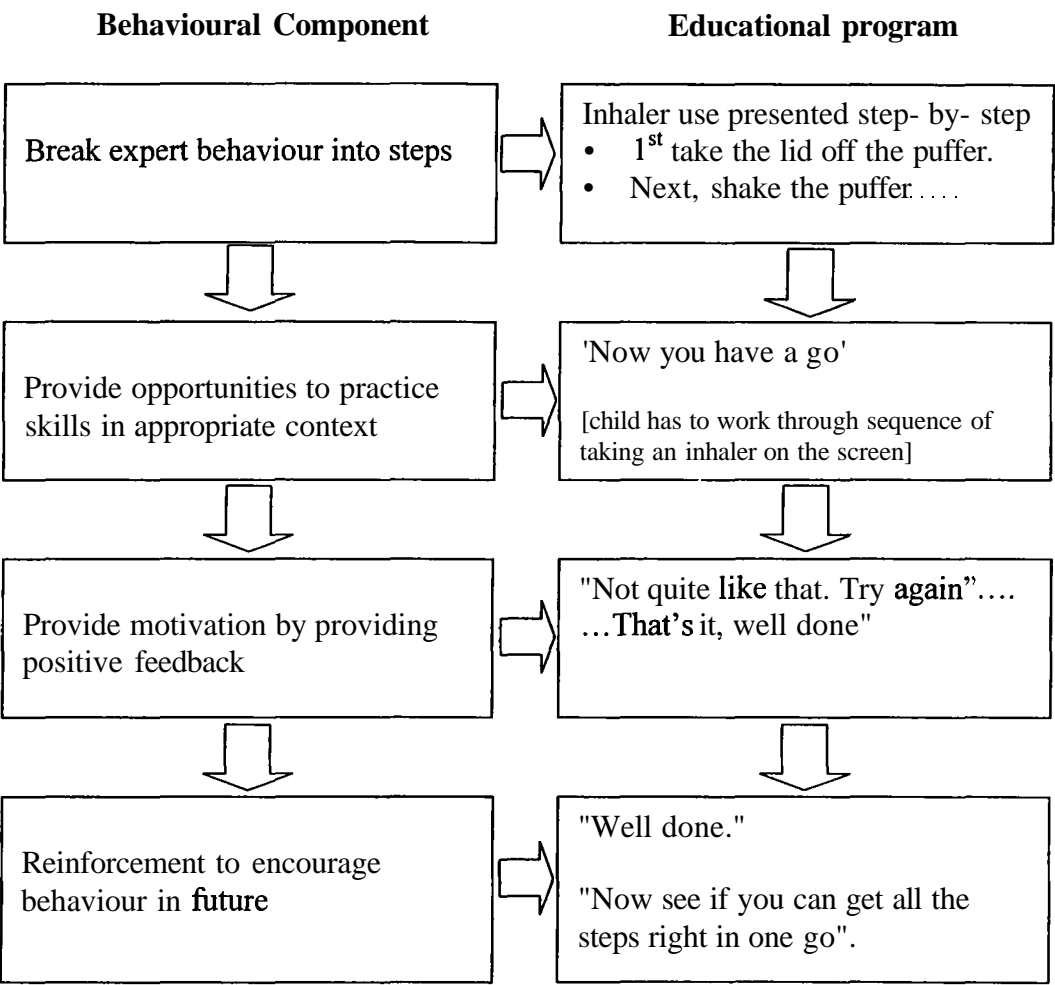 Behavioural Component
Educational program
Break expert behaviour into steps
Inhaler use presented step- by- step
• 1st take the lid off the puffer.
• Next, shake the puffer.....
Provide opportunities to practice
skills in appropriate context
'Now you have a go'
[child has to work through sequence of
taking an inhaler on the screen]
Provide motivation by providing
positive feedback
"Not quite like that. Try again”....
...That’s it, well done"
Reinforcement to encourage
behaviour in future
"Well done."
"Now see if you can get all the
steps right in one go".